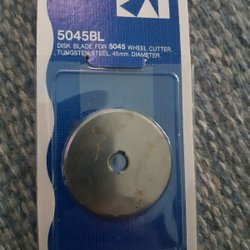 5045BL
DISK BLADE FOR 5045 WHEEL CUTTER.
TUNGSTEN STEEL, 45mm. DIAMETER.